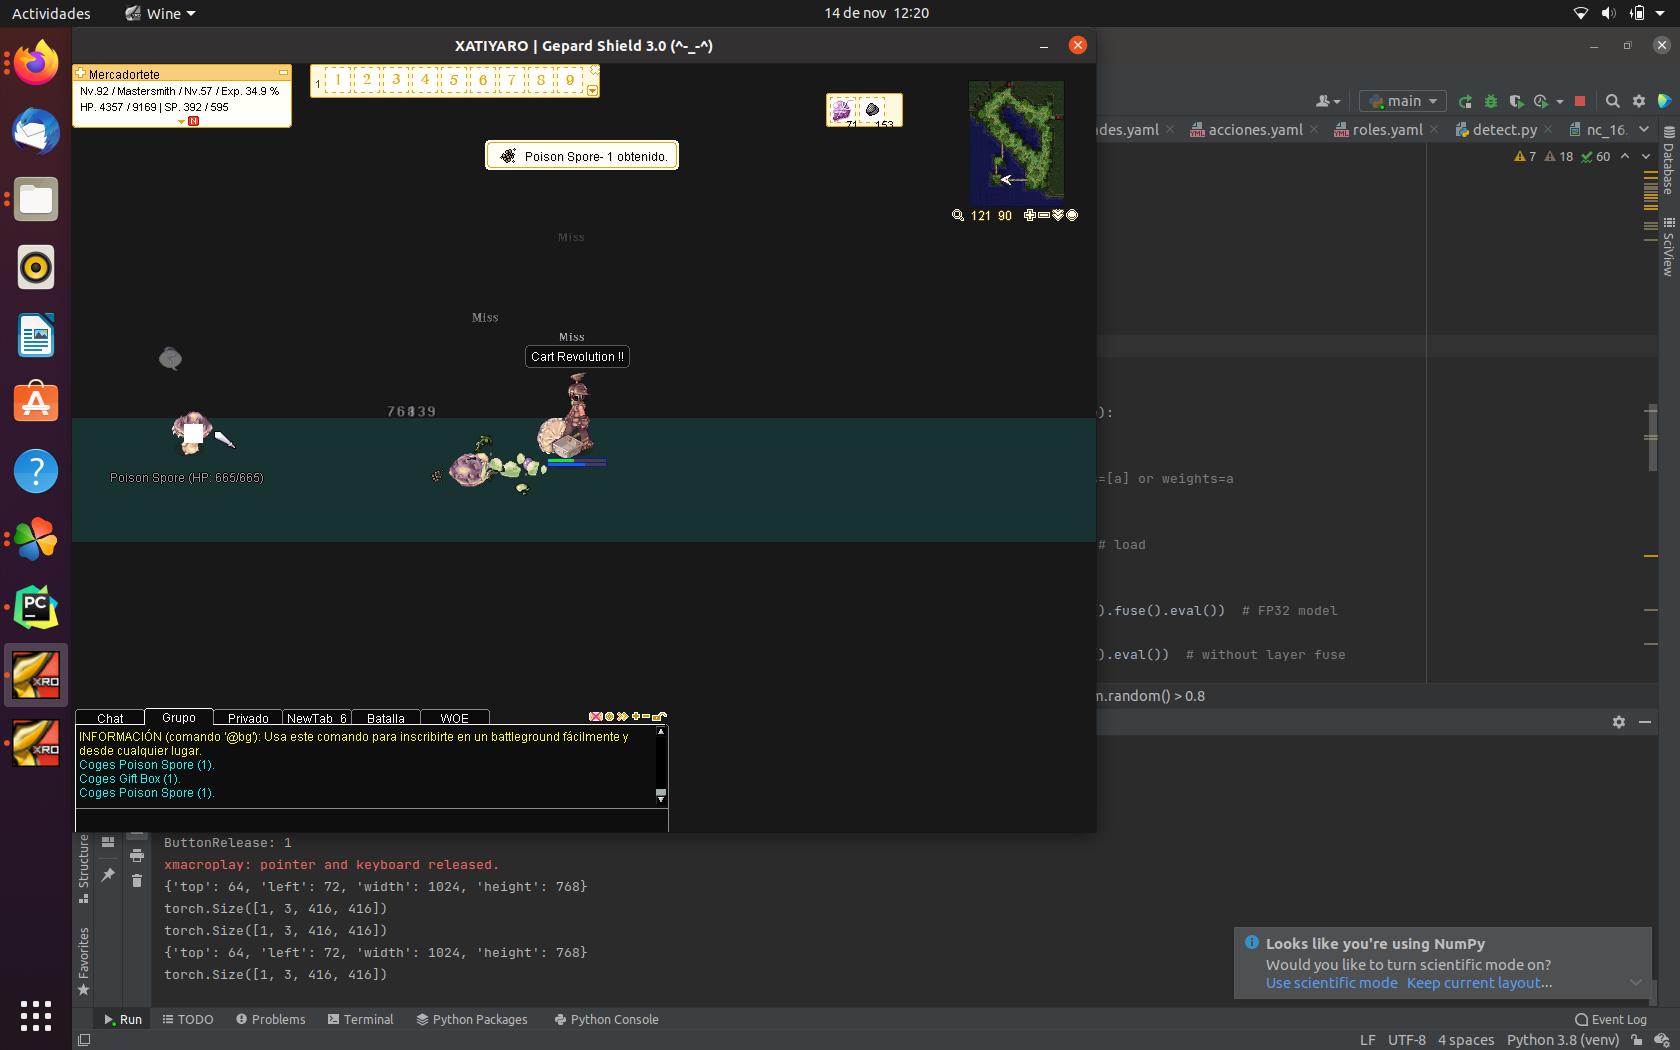 Actividades
Wine
14 de nov 12:20
XATIYARO | Gepard Shield 3.0 (^-_-^)
Mercadortete
Nv.92 / Mastersmith / Nv.57 / Exp. 34.9 %
HP. 4357 / 9169 | SP. 392 / 595
N
1 1 2 3 4 5 6 7 8 9
71 153
Poison Spore- 1 obtenido.
121 90
main
des.yaml
acciones.yaml
roles.yaml
detect.py
nc_16.
7 18 60
Database
SciView
Miss
Miss
Miss
Cart Revolution !!
Poison Spore (HP: 665/665)
):
=[a] or weights=a
# load
).fuse().eval()) # FP32 model
).eval()) # without layer fuse
m.random() > 0.8
PC
XRO
XRO
Chat Grupo Privado NewTab_6 Batalla WOE
INFORMACIÓN (comando '@bg'): Usa este comando para inscribirte en un battleground fácilmente y
desde cualquier lugar.
Coges Poison Spore (1).
Coges Gift Box (1).
Coges Poison Spore (1).
Structure
Favorites
ButtonRelease: 1
xmacroplay: pointer and keyboard released.
{'top': 64, 'left': 72, 'width': 1024, 'height': 768}
torch.Size([1, 3, 416, 416])
torch.Size([1, 3, 416, 416])
{'top': 64, 'left': 72, 'width': 1024, 'height': 768}
torch.Size([1, 3, 416, 416])
Looks like you're using NumPy
Would you like to turn scientific mode on?
Use scientific mode Keep current layout...
Run TODO Problems Terminal Python Packages Python Console
Event Log
LF UTF-8 4 spaces Python 3.8 (venv)